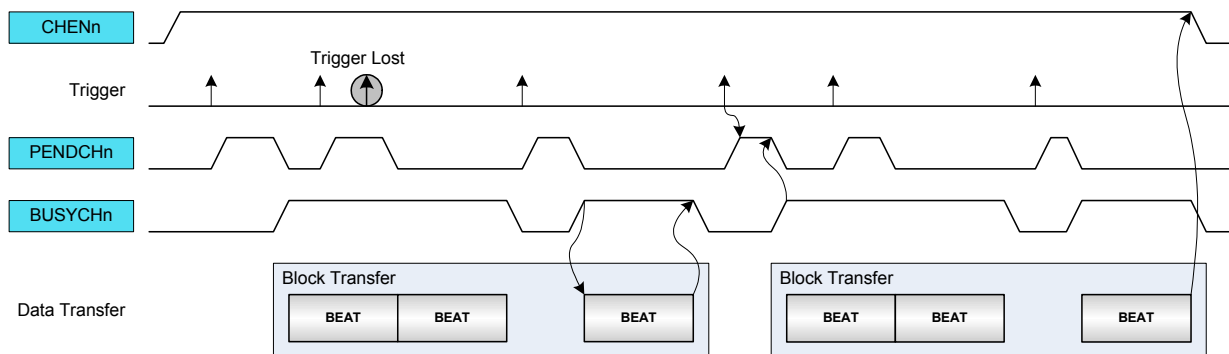 CHENn
Trigger Lost
Trigger
PENDCHn
BUSYCHn
Block Transfer
Block Transfer
Data Transfer
BEAT
BEAT
BEAT
BEAT
BEAT
BEAT